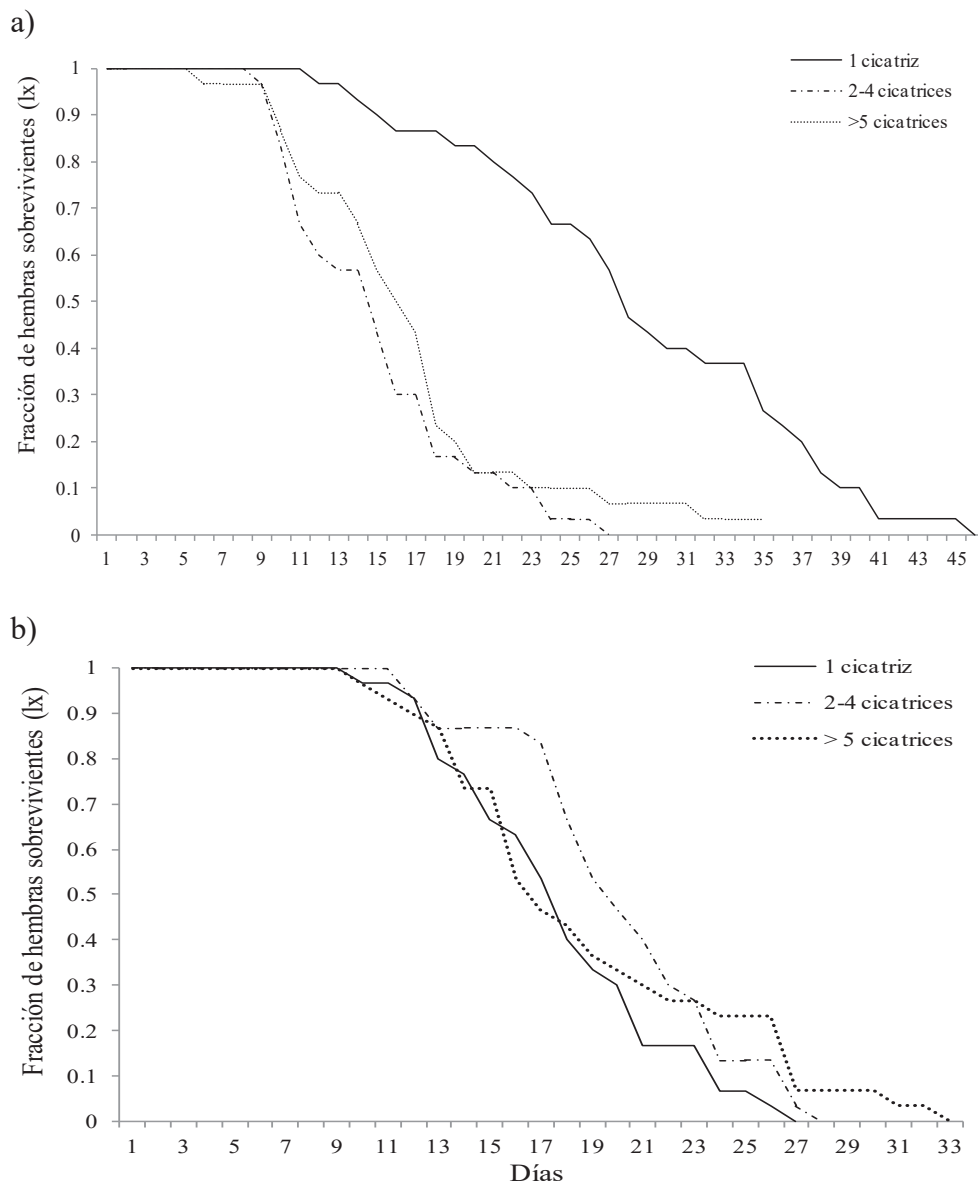 a)
Fracción de hembras sobrevivientes (lx)
1 cicatriz
2-4 cicatrices
>5 cicatrices
1
0.9
0.8
0.7
0.6
0.5
0.4
0.3
0.2
0.1
0
1 3 5 7 9 11 13 15 17 19 21 23 25 27 29 31 33 35 37 39 41 43 45
b)
Fracción de hembras sobrevivientes (lx)
1 cicatriz
2-4 cicatrices
> 5 cicatrices
1
0.9
0.8
0.7
0.6
0.5
0.4
0.3
0.2
0.1
0
1 3 5 7 9 11 13 15 17 19 21 23 25 27 29 31 33
Días